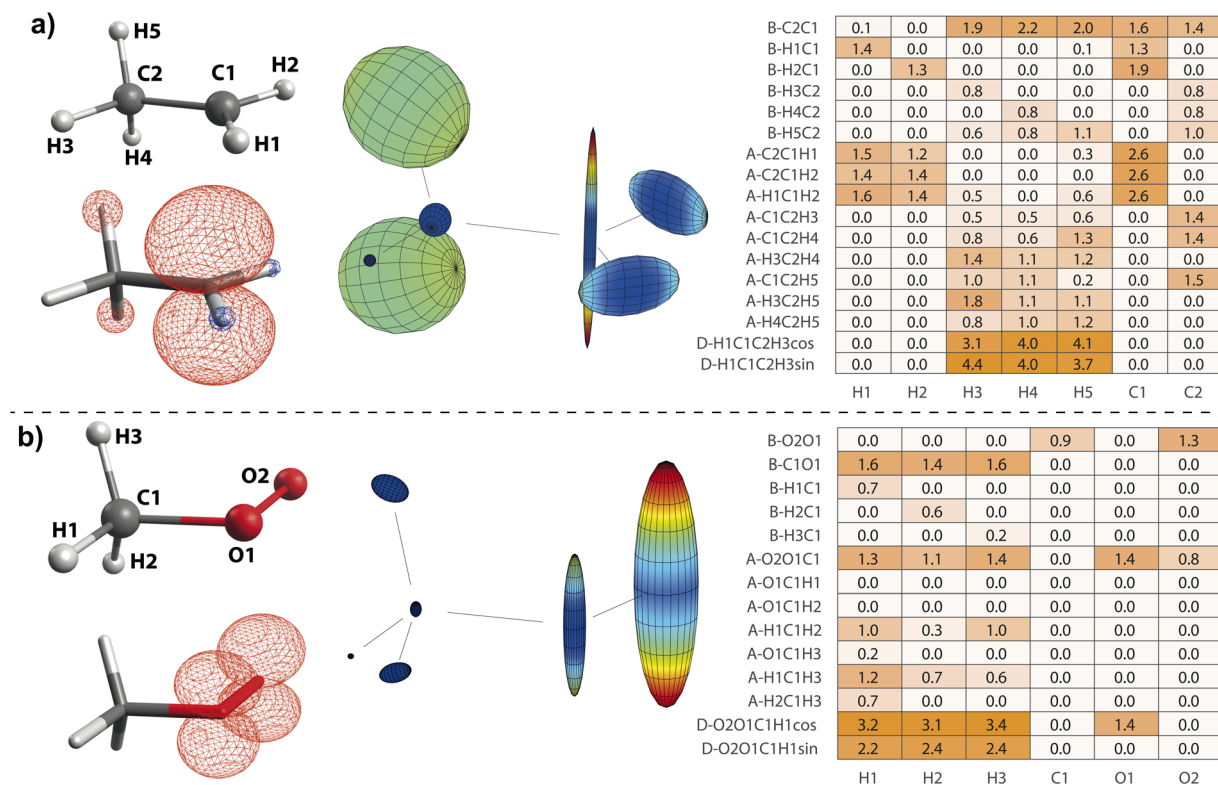 a)
H5
C2
C1
H2
H3
H4
H1
B-C2C1 0.1 0.0 1.9 2.2 2.0 1.6 1.4
B-H1C1 1.4 0.0 0.0 0.0 0.1 1.3 0.0
B-H2C1 0.0 1.3 0.0 0.0 0.0 1.9 0.0
B-H3C2 0.0 0.0 0.8 0.0 0.0 0.0 0.8
B-H4C2 0.0 0.0 0.0 0.8 0.0 0.0 0.8
B-H5C2 0.0 0.0 0.6 0.8 1.1 0.0 1.0
A-C2C1H1 1.5 1.2 0.0 0.0 0.3 2.6 0.0
A-C2C1H2 1.4 1.4 0.0 0.0 0.0 2.6 0.0
A-H1C1H2 1.6 1.4 0.5 0.0 0.6 2.6 0.0
A-C1C2H3 0.0 0.0 0.5 0.5 0.6 0.0 1.4
A-C1C2H4 0.0 0.0 0.8 0.6 1.3 0.0 1.4
A-H3C2H4 0.0 0.0 1.4 1.1 1.2 0.0 0.0
A-C1C2H5 0.0 0.0 1.0 1.1 0.2 0.0 1.5
A-H3C2H5 0.0 0.0 1.8 1.1 1.1 0.0 0.0
A-H4C2H5 0.0 0.0 0.8 1.0 1.2 0.0 0.0
D-H1C1C2H3cos 0.0 0.0 3.1 4.0 4.1 0.0 0.0
D-H1C1C2H3sin 0.0 0.0 4.4 4.0 3.7 0.0 0.0
H1 H2 H3 H4 H5 C1 C2
b)
H3
O2
C1
H1
H2
O1
B-O2O1 0.0 0.0 0.0 0.9 0.0 1.3
B-C1O1 1.6 1.4 1.6 0.0 0.0 0.0
B-H1C1 0.7 0.0 0.0 0.0 0.0 0.0
B-H2C1 0.0 0.6 0.0 0.0 0.0 0.0
B-H3C1 0.0 0.0 0.2 0.0 0.0 0.0
A-O2O1C1 1.3 1.1 1.4 0.0 1.4 0.8
A-O1C1H1 0.0 0.0 0.0 0.0 0.0 0.0
A-O1C1H2 0.0 0.0 0.0 0.0 0.0 0.0
A-H1C1H2 1.0 0.3 1.0 0.0 0.0 0.0
A-O1C1H3 0.2 0.0 0.0 0.0 0.0 0.0
A-H1C1H3 1.2 0.7 0.6 0.0 0.0 0.0
A-H2C1H3 0.7 0.0 0.0 0.0 0.0 0.0
D-O2O1C1H1cos 3.2 3.1 3.4 0.0 1.4 0.0
D-O2O1C1H1sin 2.2 2.4 2.4 0.0 0.0 0.0
H1 H2 H3 C1 O1 O2